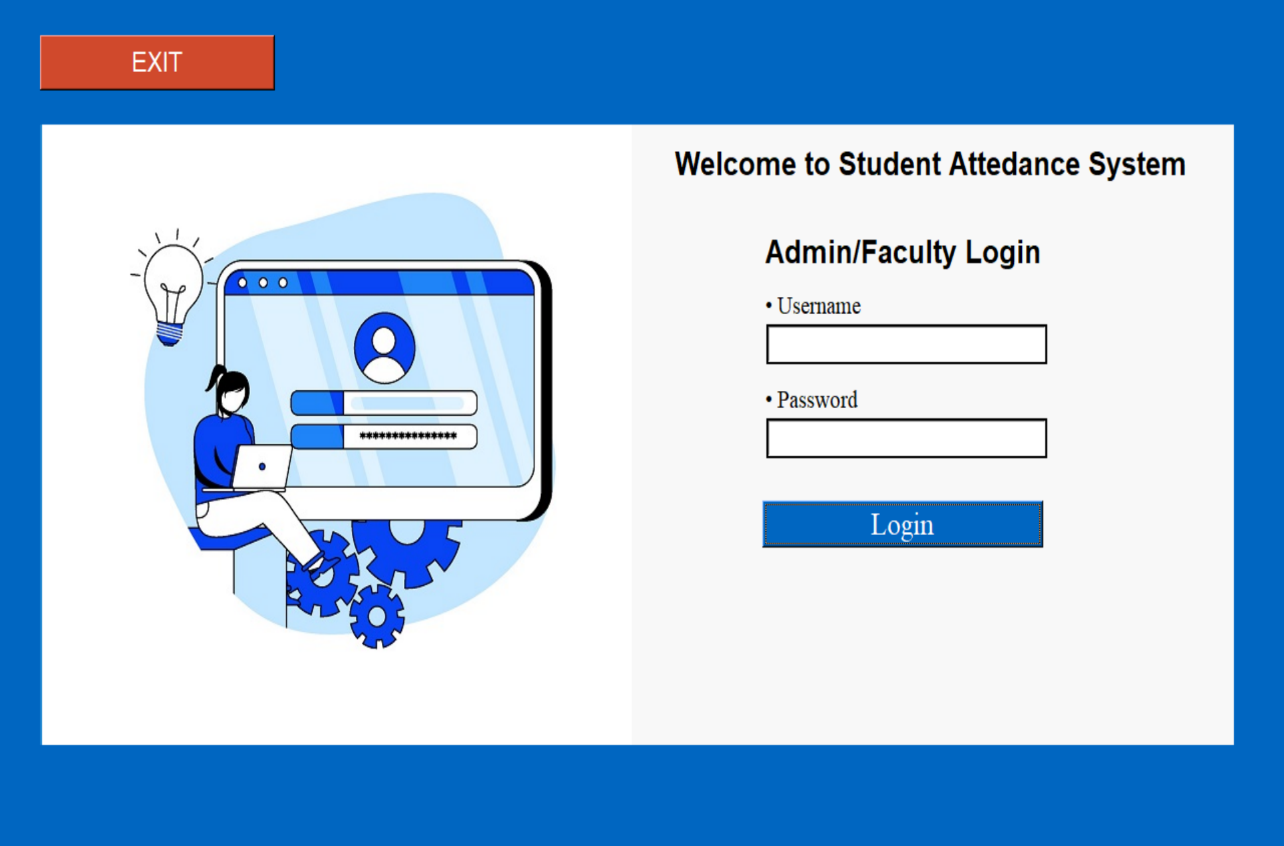 EXIT
Welcome to Student Attedance System
Admin/Faculty Login
• Username
• Password
Login
***************